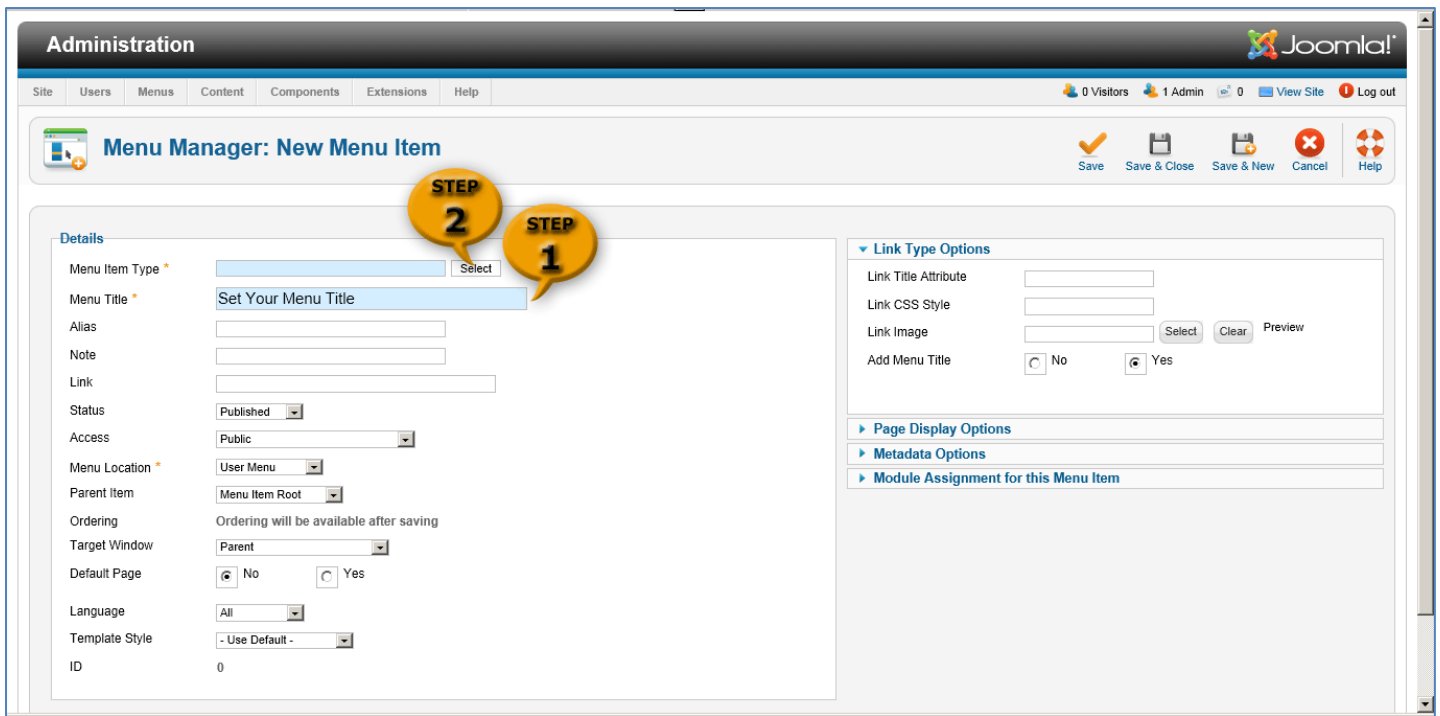 Administration
Joomla!
Site Users Menus Content Components Extensions Help
0 Visitors 1 Admin 0 View Site Log out
Menu Manager: New Menu Item
Save Save & Close Save & New Cancel Help
STEP
2
STEP
1
Details
Menu Item Type * Select
Menu Title * Set Your Menu Title
Alias
Note
Link
Status Published
Access Public
Menu Location * User Menu
Parent Item Menu Item Root
Ordering Ordering will be available after saving
Target Window Parent
Default Page No Yes
Language All
Template Style - Use Default -
ID 0
Link Type Options
Link Title Attribute
Link CSS Style
Link Image Select Clear Preview
Add Menu Title No Yes
Page Display Options
Metadata Options
Module Assignment for this Menu Item